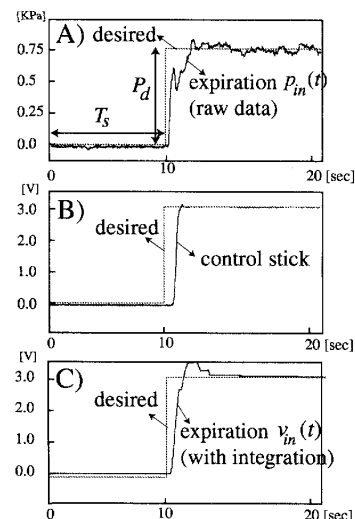 [KPa]
A)
desired
0.75
P_d
expiration p_in(t)
(raw data)
0.25
T_s
0.0
0 10 20 [sec]
[V]
B)
3.0
desired
2.0
control stick
1.0
0.0
0 10 20 [sec]
[V]
C)
3.0
desired
2.0
expiration v_in(t)
(with integration)
1.0
0.0
0 10 20 [sec]